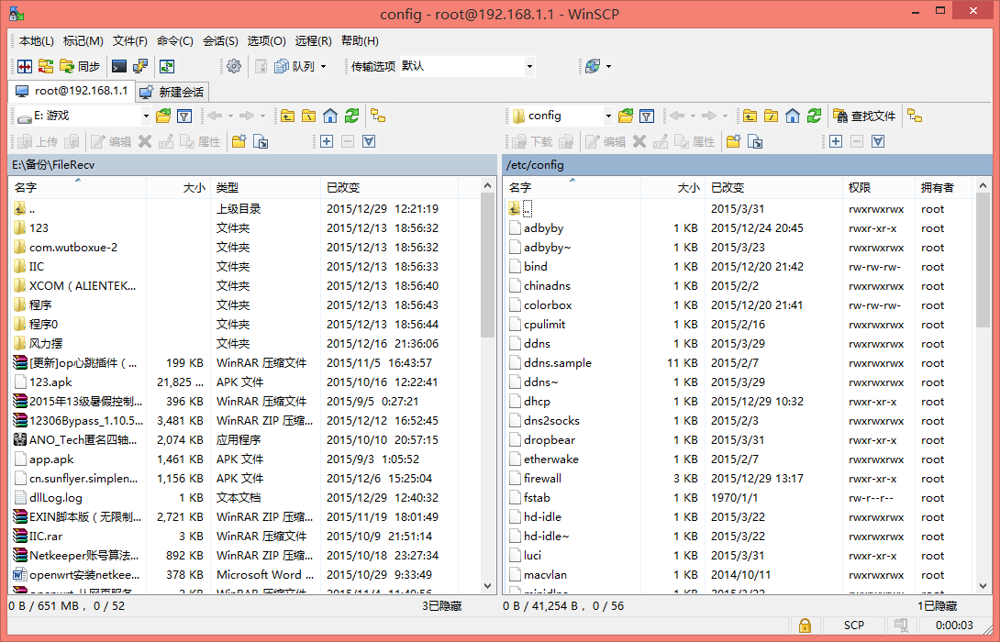 config - root@192.168.1.1 - WinSCP
本地(L) 标记(M) 文件(F) 命令(C) 会话(S) 选项(O) 远程(R) 帮助(H)
同步 队列 传输选项 默认
root@192.168.1.1 新建会话
E: 游戏 config 查找文件
上传 编辑 属性 下载 编辑 属性
E:\备份\FileRecv /etc/config
名字 大小 类型 已改变 名字 大小 已改变 权限 拥有者
.. 上级目录 2015/12/29 12:21:19 .. 2015/3/31 rwxrwxrwx root
123 文件夹 2015/12/13 18:56:32 adbyby 1 KB 2015/12/24 20:45 rwxr-xr-x root
com.wutboxue-2 文件夹 2015/12/13 18:56:32 adbyby~ 1 KB 2015/3/23 rwxrwxrwx root
IIC 文件夹 2015/12/13 18:56:33 bind 1 KB 2015/12/20 21:42 rw-rw-rw- root
XCOM（ALIENTEK... 文件夹 2015/12/13 18:56:40 chinadns 1 KB 2015/2/2 rwxrwxrwx root
程序 文件夹 2015/12/13 18:56:43 colorbox 1 KB 2015/12/20 21:41 rw-rw-rw- root
程序0 文件夹 2015/12/13 18:56:44 cpulimit 1 KB 2015/2/16 rwxrwxrwx root
风力摆 文件夹 2015/12/16 21:36:06 ddns 1 KB 2015/3/29 rwxrwxrwx root
[更新]op心跳插件（... 199 KB WinRAR 压缩文件 2015/11/5 16:43:57 ddns.sample 11 KB 2015/2/7 rwxrwxrwx root
123.apk 21,825 ... APK 文件 2015/10/16 12:22:41 ddns~ 1 KB 2015/3/29 rwxrwxrwx root
2015年13级暑假控制... 396 KB WinRAR 压缩文件 2015/9/5 0:27:21 dhcp 1 KB 2015/12/29 10:32 rwxr-xr-x root
12306Bypass_1.10.5... 3,481 KB WinRAR ZIP 压缩... 2015/12/12 16:52:45 dns2socks 1 KB 2015/2/3 rwxrwxrwx root
ANO_Tech匿名四轴... 2,074 KB 应用程序 2015/10/10 20:57:15 dropbear 1 KB 2015/3/31 rwxr-xr-x root
app.apk 1,461 KB APK 文件 2015/9/3 1:05:52 etherwake 1 KB 2015/2/7 rwxrwxrwx root
cn.sunflyer.simplen... 1,156 KB APK 文件 2015/12/6 15:25:04 firewall 3 KB 2015/12/29 13:17 rwxr-xr-x root
dllLog.log 1 KB 文本文档 2015/12/29 12:40:32 fstab 1 KB 1970/1/1 rw-r--r-- root
EXIN脚本版（无限制... 2,721 KB WinRAR ZIP 压缩... 2015/11/19 18:01:49 hd-idle 1 KB 2015/3/22 rwxrwxrwx root
IIC.rar 3 KB WinRAR 压缩文件 2015/10/9 21:51:14 hd-idle~ 1 KB 2015/3/22 rwxrwxrwx root
Netkeeper账号算法... 892 KB WinRAR ZIP 压缩... 2015/10/18 23:27:34 luci 1 KB 2015/3/31 rwxr-xr-x root
openwrt安装netkee... 378 KB Microsoft Word ... 2015/10/29 9:33:49 macvlan 1 KB 2014/10/11 rwxrwxrwx root
0 B / 651 MB， 0 / 52 3已隐藏 0 B / 41,254 B， 0 / 56 1已隐藏
SCP 0:00:03